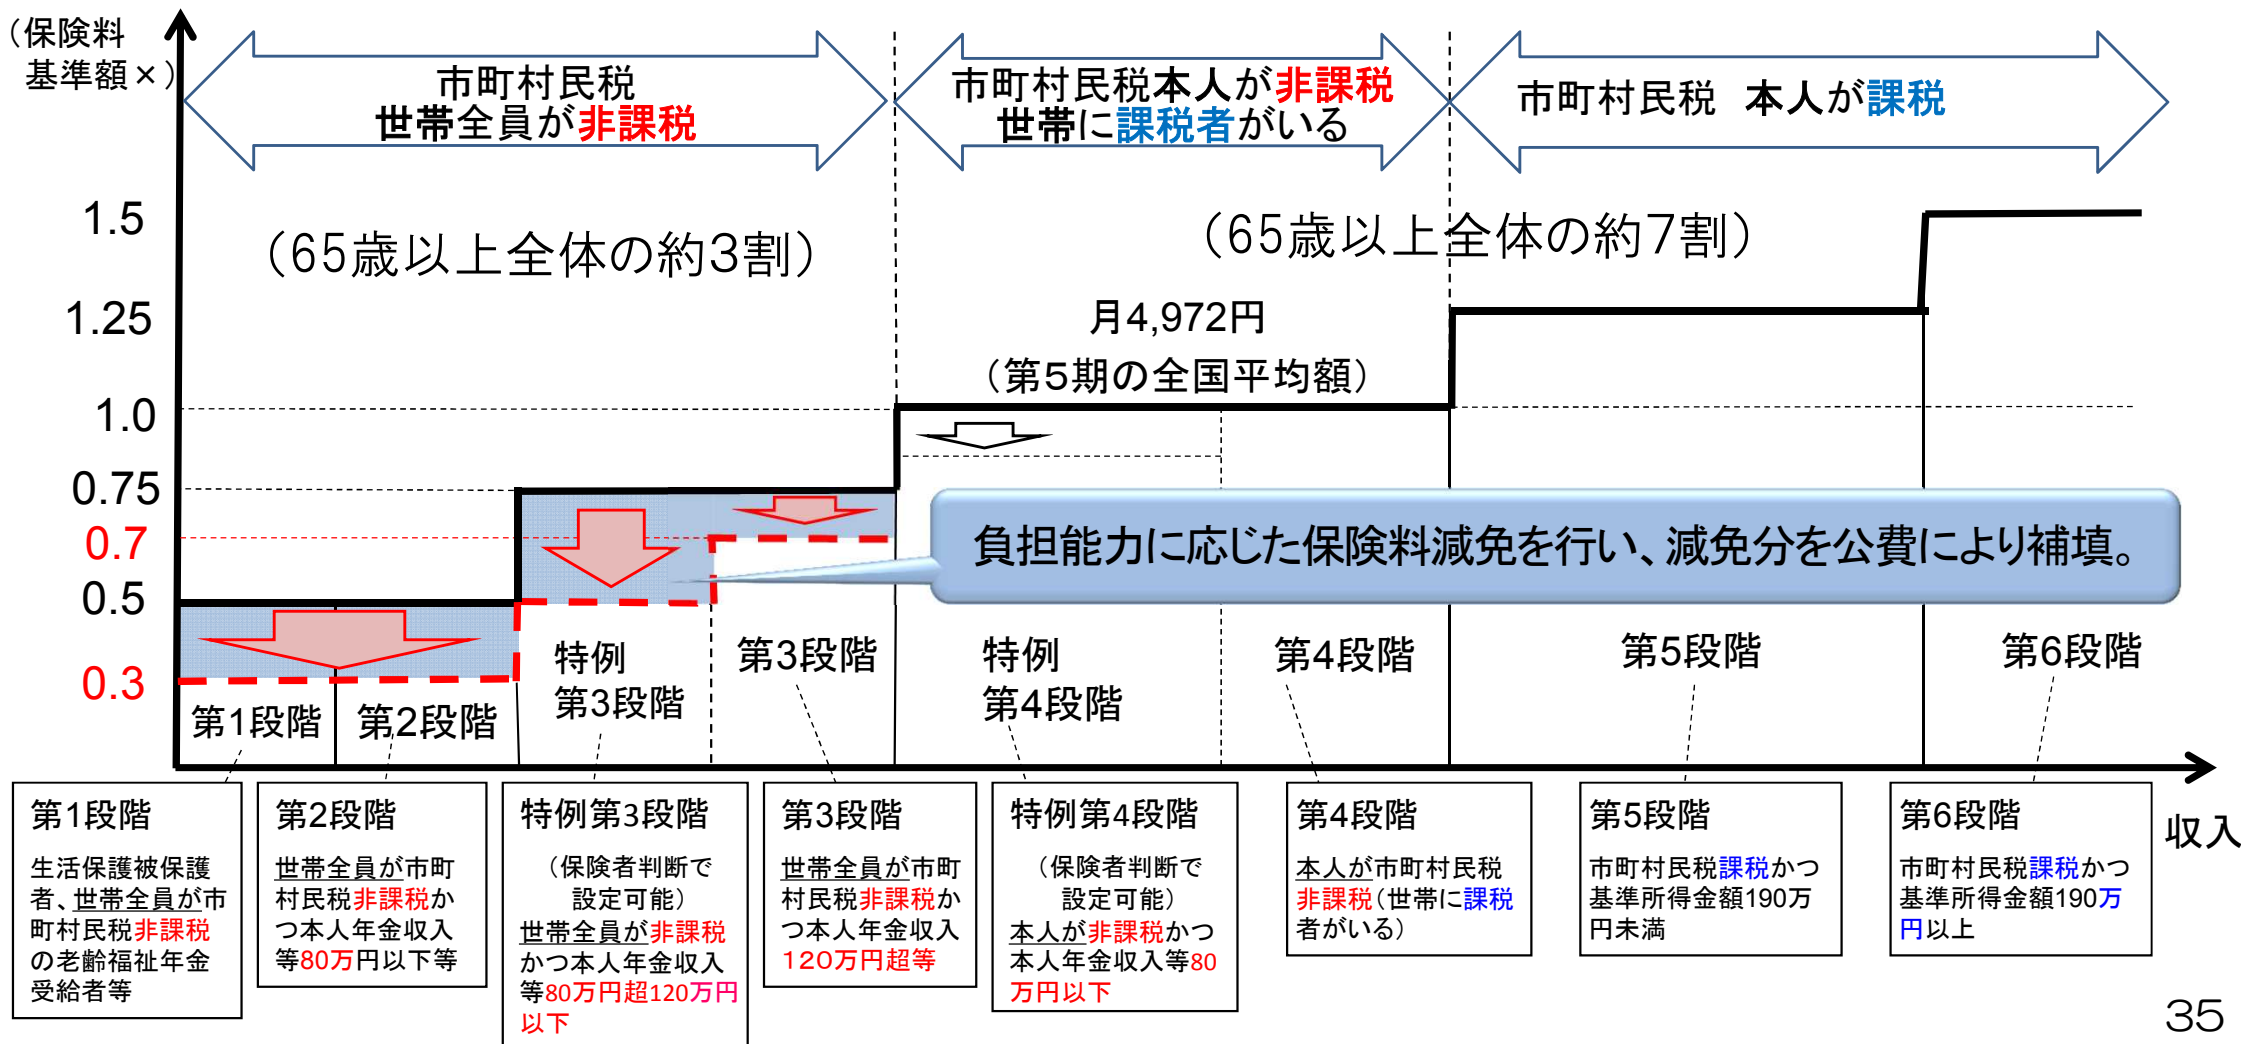 （保険料
基準額×）
市町村民税
世帯全員が非課税
市町村民税本人が非課税
世帯に課税者がいる
市町村民税　本人が課税
（65歳以上全体の約3割）
（65歳以上全体の約7割）
1.5
1.25
1.0
0.75
0.7
0.5
0.3
月4,972円
（第5期の全国平均額）
負担能力に応じた保険料減免を行い、減免分を公費により補填。
第1段階
第2段階
特例
第3段階
第3段階
特例
第4段階
第4段階
第5段階
第6段階
収入
第1段階
生活保護被保護
者、世帯全員が市
町村民税非課税
の老齢福祉年金
受給者等
第2段階
世帯全員が市町
村民税非課税か
つ本人年金収入
等80万円以下等
特例第3段階
（保険者判断で
設定可能）
世帯全員が非課税
かつ本人年金収入
等80万円超120万円
以下
第3段階
世帯全員が市町
村民税非課税か
つ本人年金収入
１２０万円超等
特例第4段階
（保険者判断で
設定可能）
本人が非課税かつ
本人年金収入等80
万円以下
第4段階
本人が市町村民税
非課税（世帯に課税
者がいる）
第5段階
市町村民税課税かつ
基準所得金額190万
円未満
第6段階
市町村民税課税かつ
基準所得金額190万
円以上
35